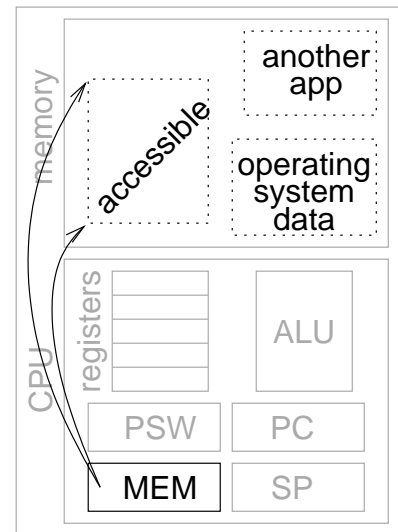 memory
another
app
accessible
operating
system
data
CPU
registers
ALU
PSW
PC
MEM
SP